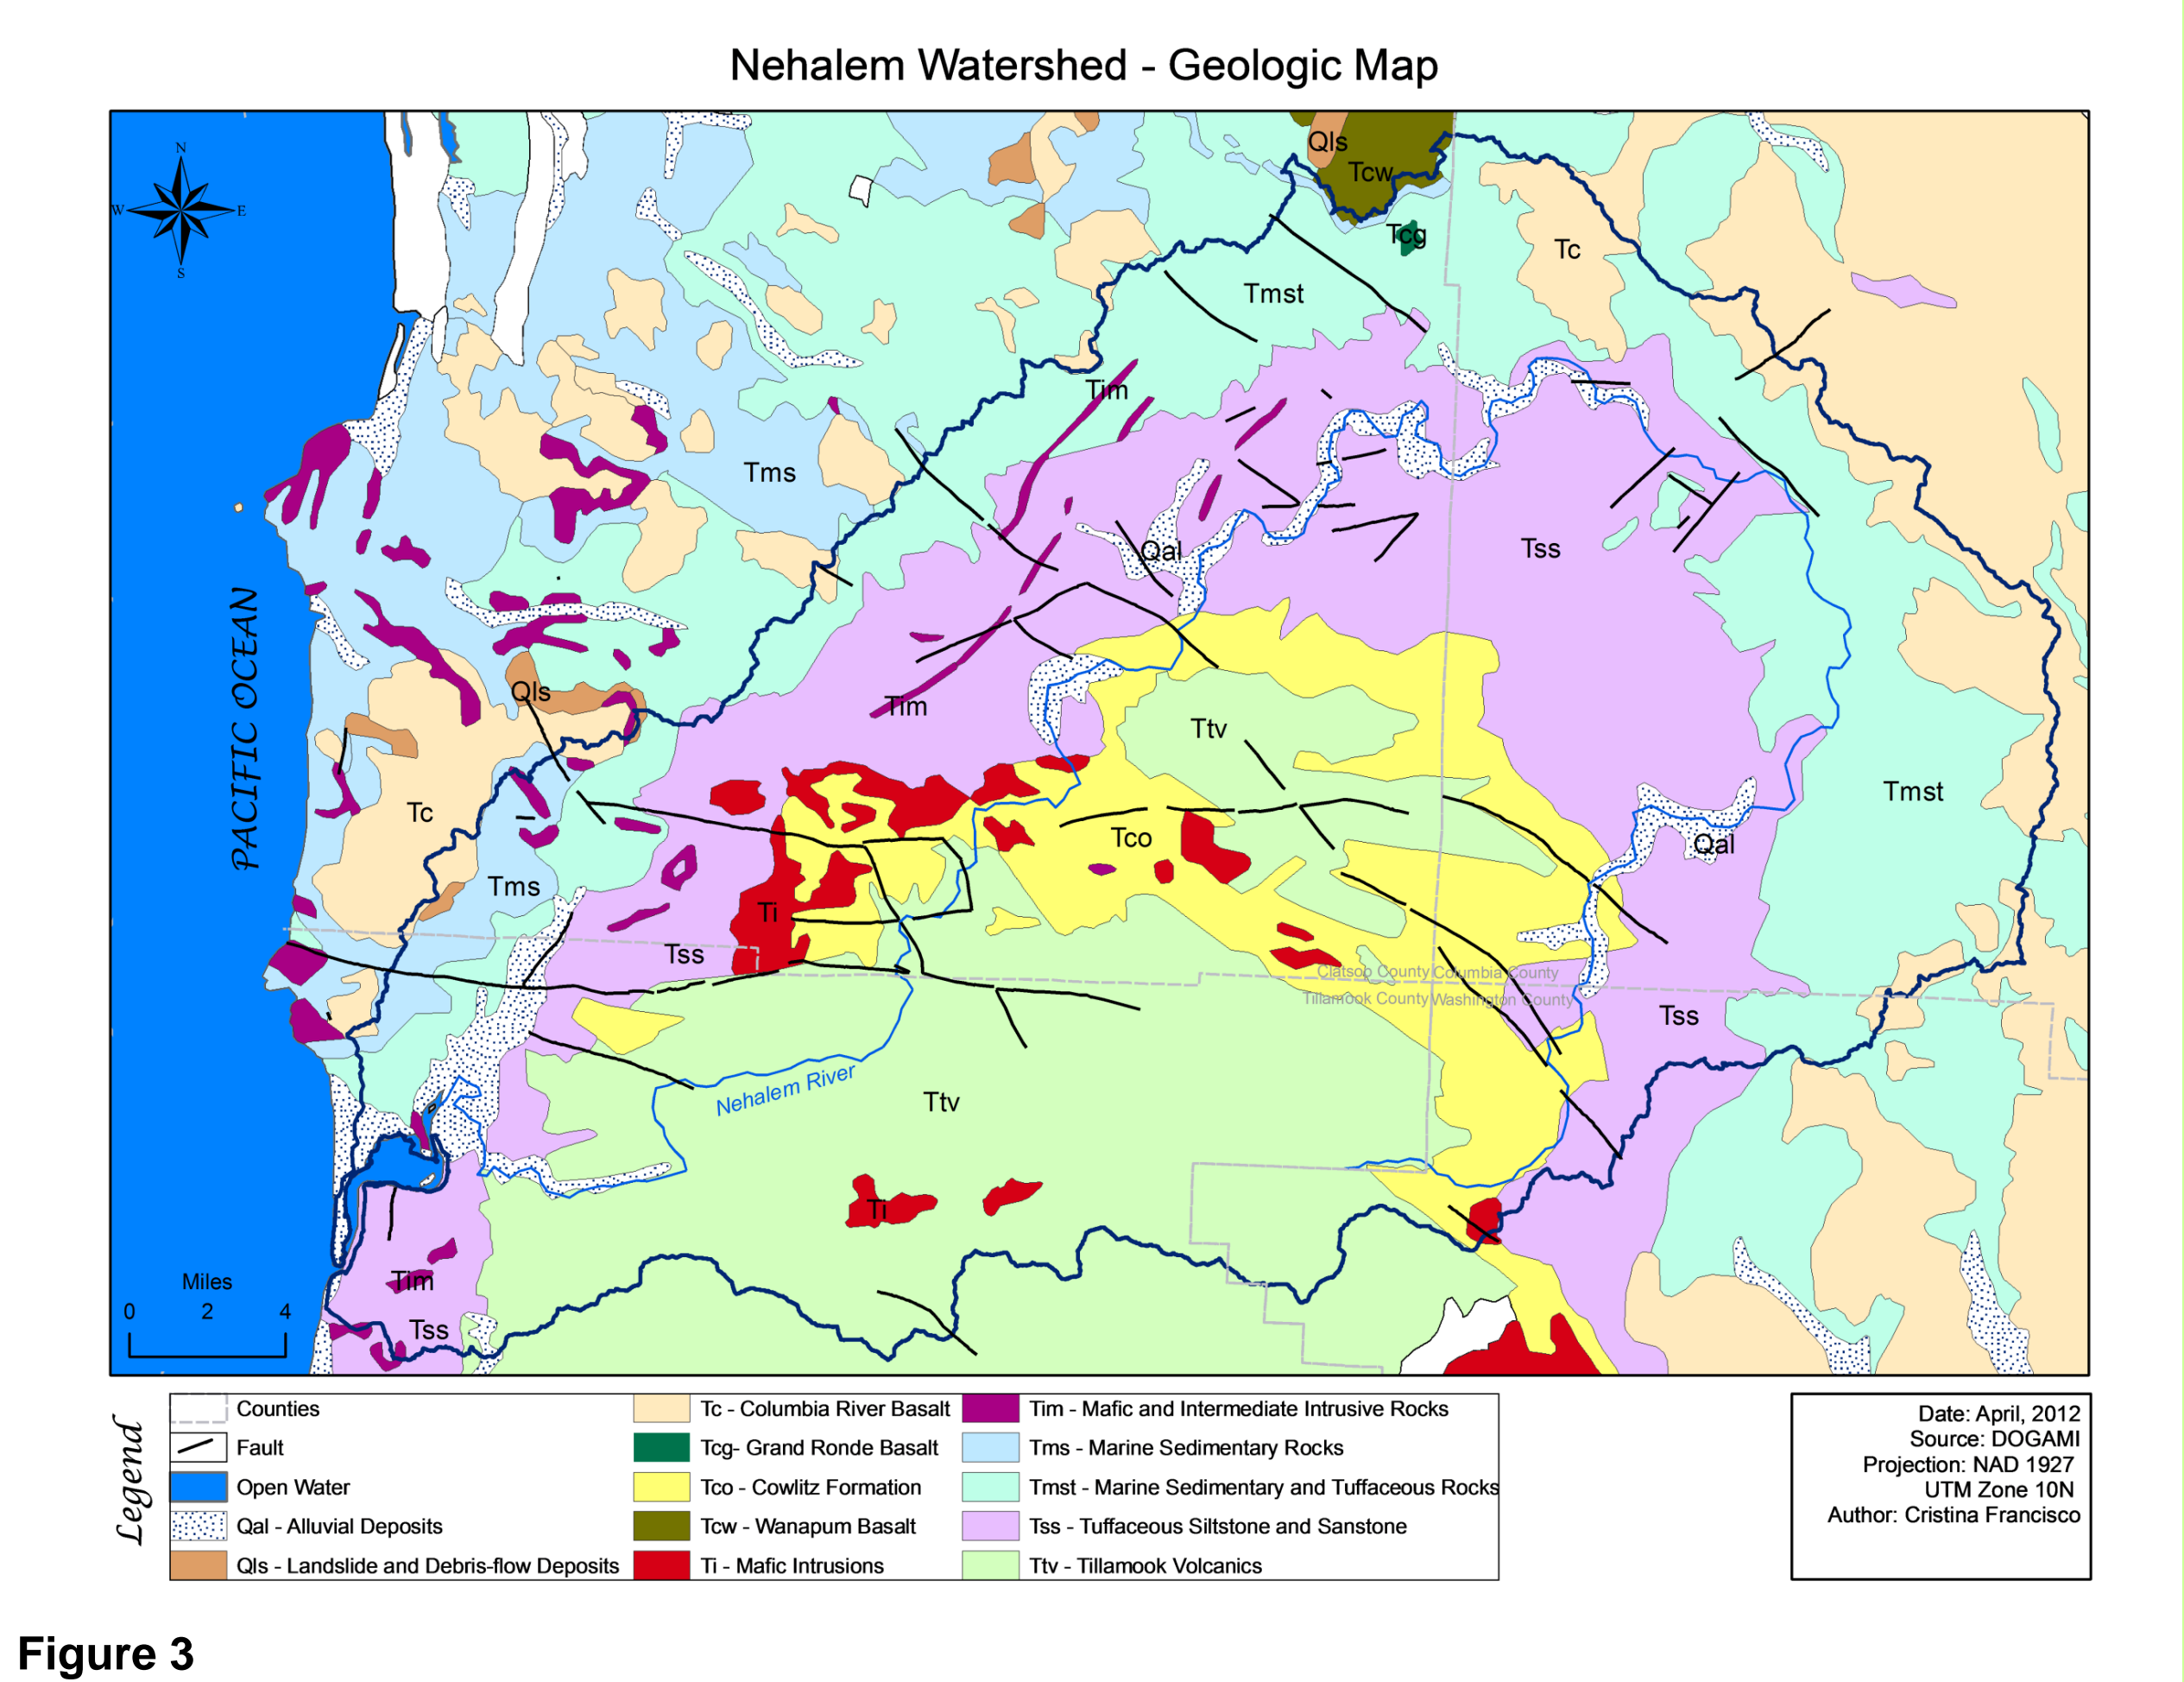 Nehalem Watershed - Geologic Map
N
W
E
S
Qls
Tcw
Tcg
Tc
Tmst
Tim
Tms
Qal
Tss
PACIFIC OCEAN
Qls
Tim
Ttv
Tmst
Tc
Tco
Qal
Tms
Ti
Tss
Clatsop County
Columbia County
Tillamook County
Washington County
Tss
Nehalem River
Ttv
Ti
Tim
Tss
Miles
0 2 4
Legend
Counties
Fault
Open Water
Qal - Alluvial Deposits
Qls - Landslide and Debris-flow Deposits
Tc - Columbia River Basalt
Tcg- Grand Ronde Basalt
Tco - Cowlitz Formation
Tcw - Wanapum Basalt
Ti - Mafic Intrusions
Tim - Mafic and Intermediate Intrusive Rocks
Tms - Marine Sedimentary Rocks
Tmst - Marine Sedimentary and Tuffaceous Rocks
Tss - Tuffaceous Siltstone and Sanstone
Ttv - Tillamook Volcanics
Date: April, 2012
Source: DOGAMI
Projection: NAD 1927
UTM Zone 10N
Author: Cristina Francisco
Figure 3